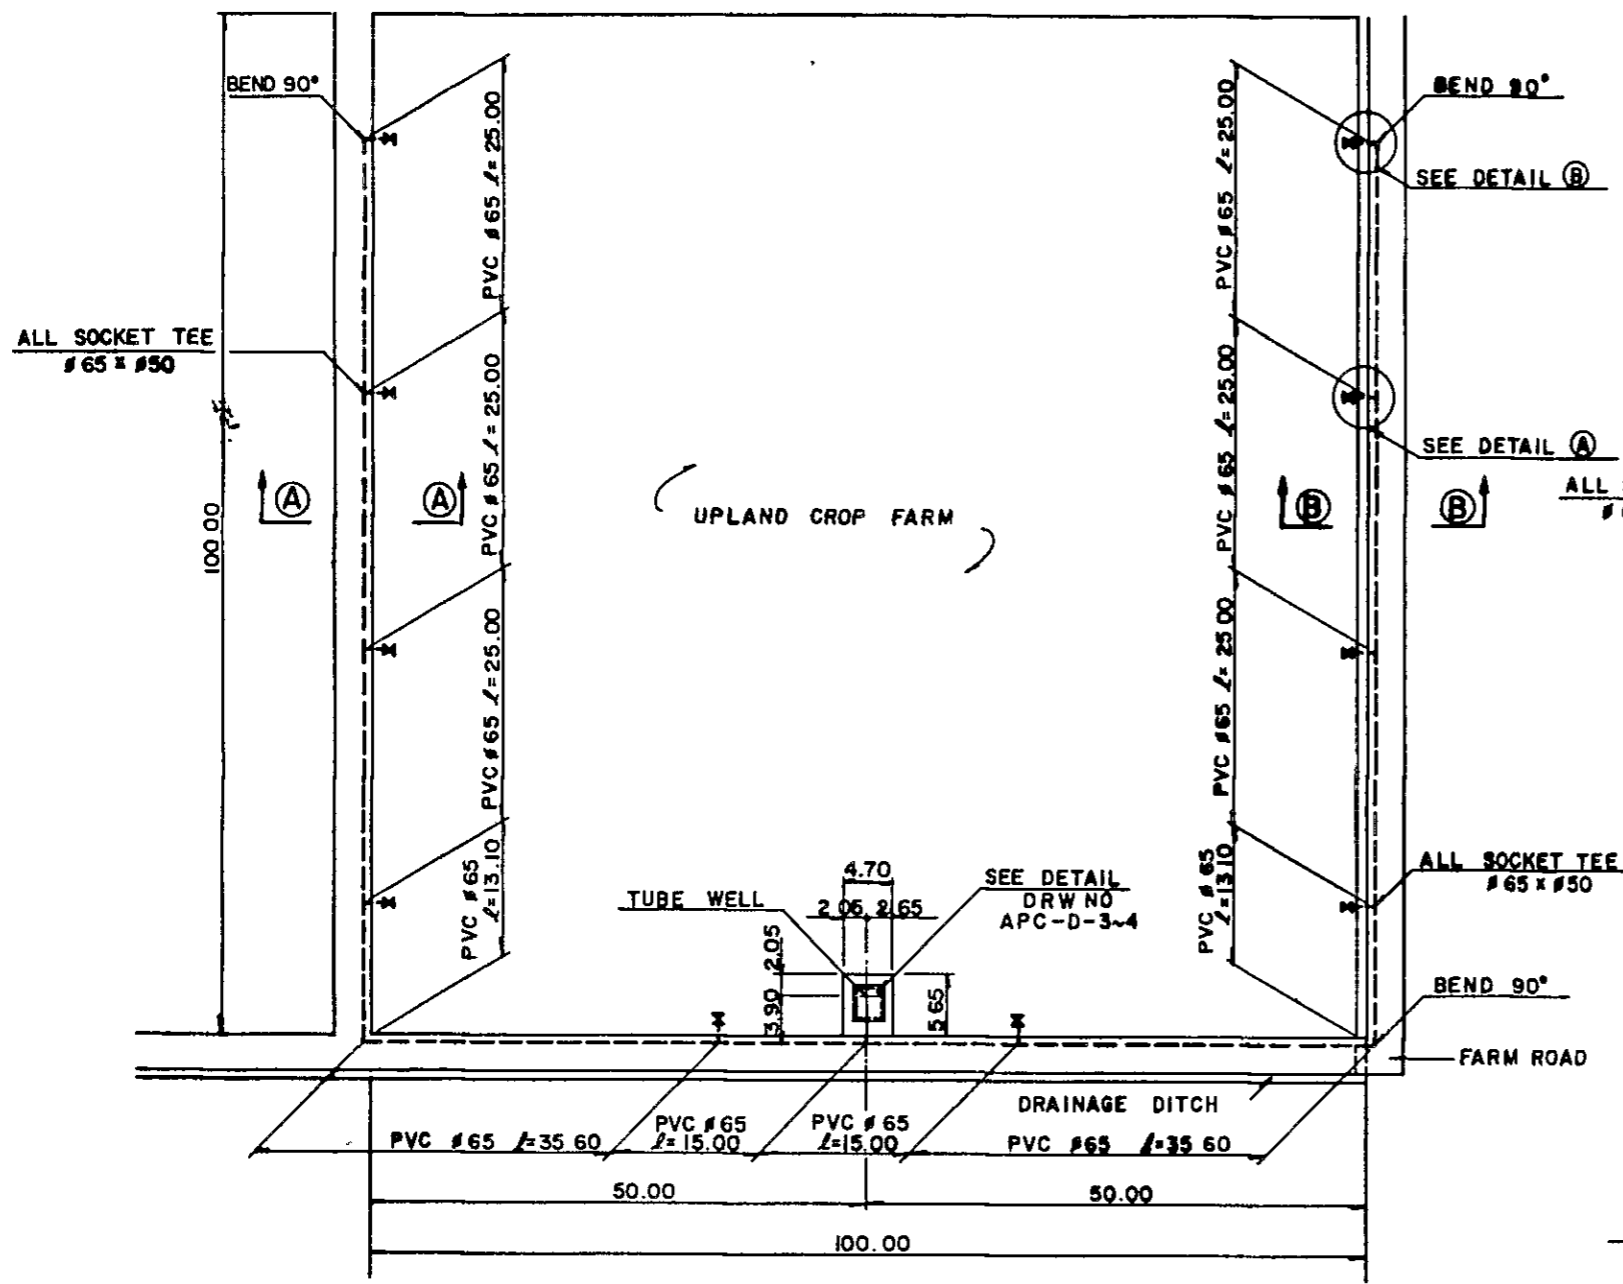 BEND 90°
BEND 90°
SEE DETAIL Ⓑ
PVC ø65 ℓ=25.00
PVC ø65 ℓ=25.00
ALL SOCKET TEE
ø65 x ø50
PVC ø65 ℓ=25.00
PVC ø65 ℓ=25.00
SEE DETAIL Ⓐ
ALL
ø
100.00
Ⓐ
Ⓐ
UPLAND CROP FARM
Ⓑ
Ⓑ
PVC ø65 ℓ=25.00
PVC ø65 ℓ=25.00
PVC ø65
ℓ=13.10
PVC ø65
ℓ=13.10
4.70
TUBE WELL
2.05 2.65
SEE DETAIL
DRW NO
APC-D-3~4
ALL SOCKET TEE
ø65 x ø50
3.90 2.05
5.65
BEND 90°
FARM ROAD
DRAINAGE DITCH
PVC ø65 ℓ=35 60
PVC ø65
ℓ=15.00
PVC ø65
ℓ=15.00
PVC ø65 ℓ=35 60
50.00
50.00
100.00